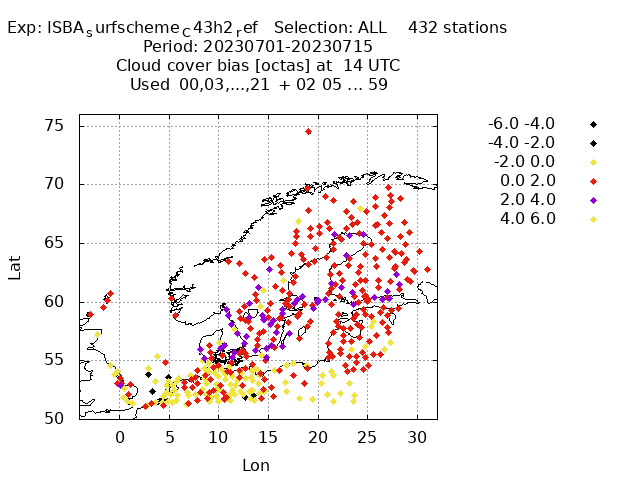 Exp: ISBAsurfschemeC43h2ref Selection: ALL 432 stations
Period: 20230701-20230715
Cloud cover bias [octas] at 14 UTC
Used 00,03,...,21 + 02 05 ... 59
-6.0 -4.0
-4.0 -2.0
-2.0 0.0
0.0 2.0
2.0 4.0
4.0 6.0
75
70
65
60
55
50
Lat
0 5 10 15 20 25 30
Lon